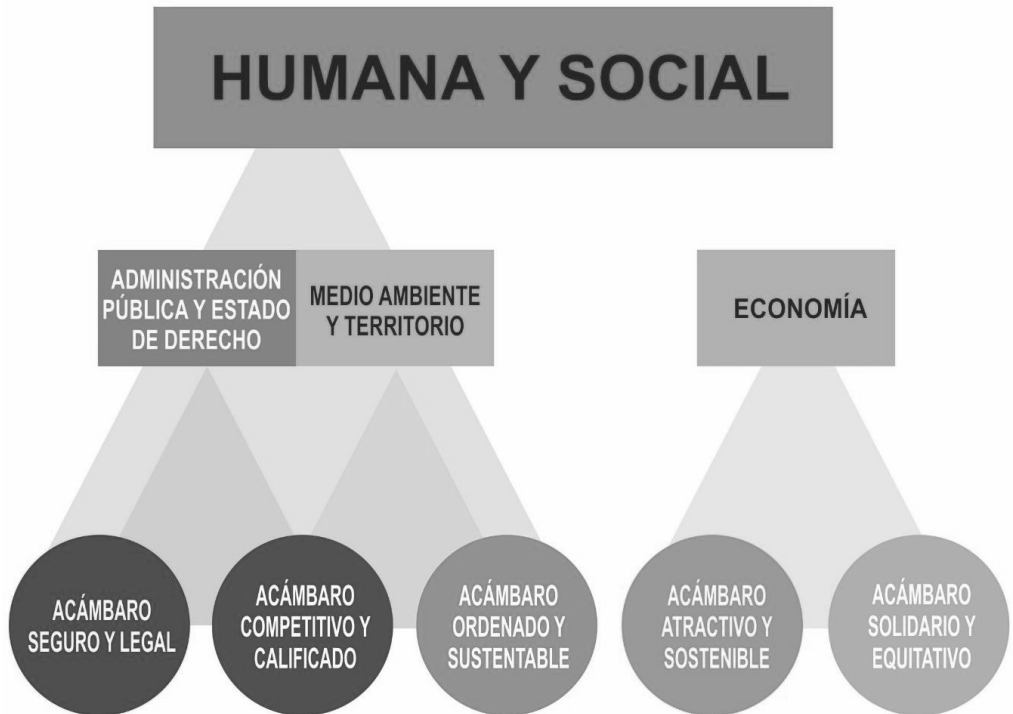 HUMANA Y SOCIAL
ADMINISTRACIÓN
PÚBLICA Y ESTADO
DE DERECHO
MEDIO AMBIENTE
Y TERRITORIO
ECONOMÍA
ACÁMBARO
SEGURO Y LEGAL
ACÁMBARO
COMPETITIVO Y
CALIFICADO
ACÁMBARO
ORDENADO Y
SUSTENTABLE
ACÁMBARO
ATRACTIVO Y
SOSTENIBLE
ACÁMBARO
SOLIDARIO Y
EQUITATIVO